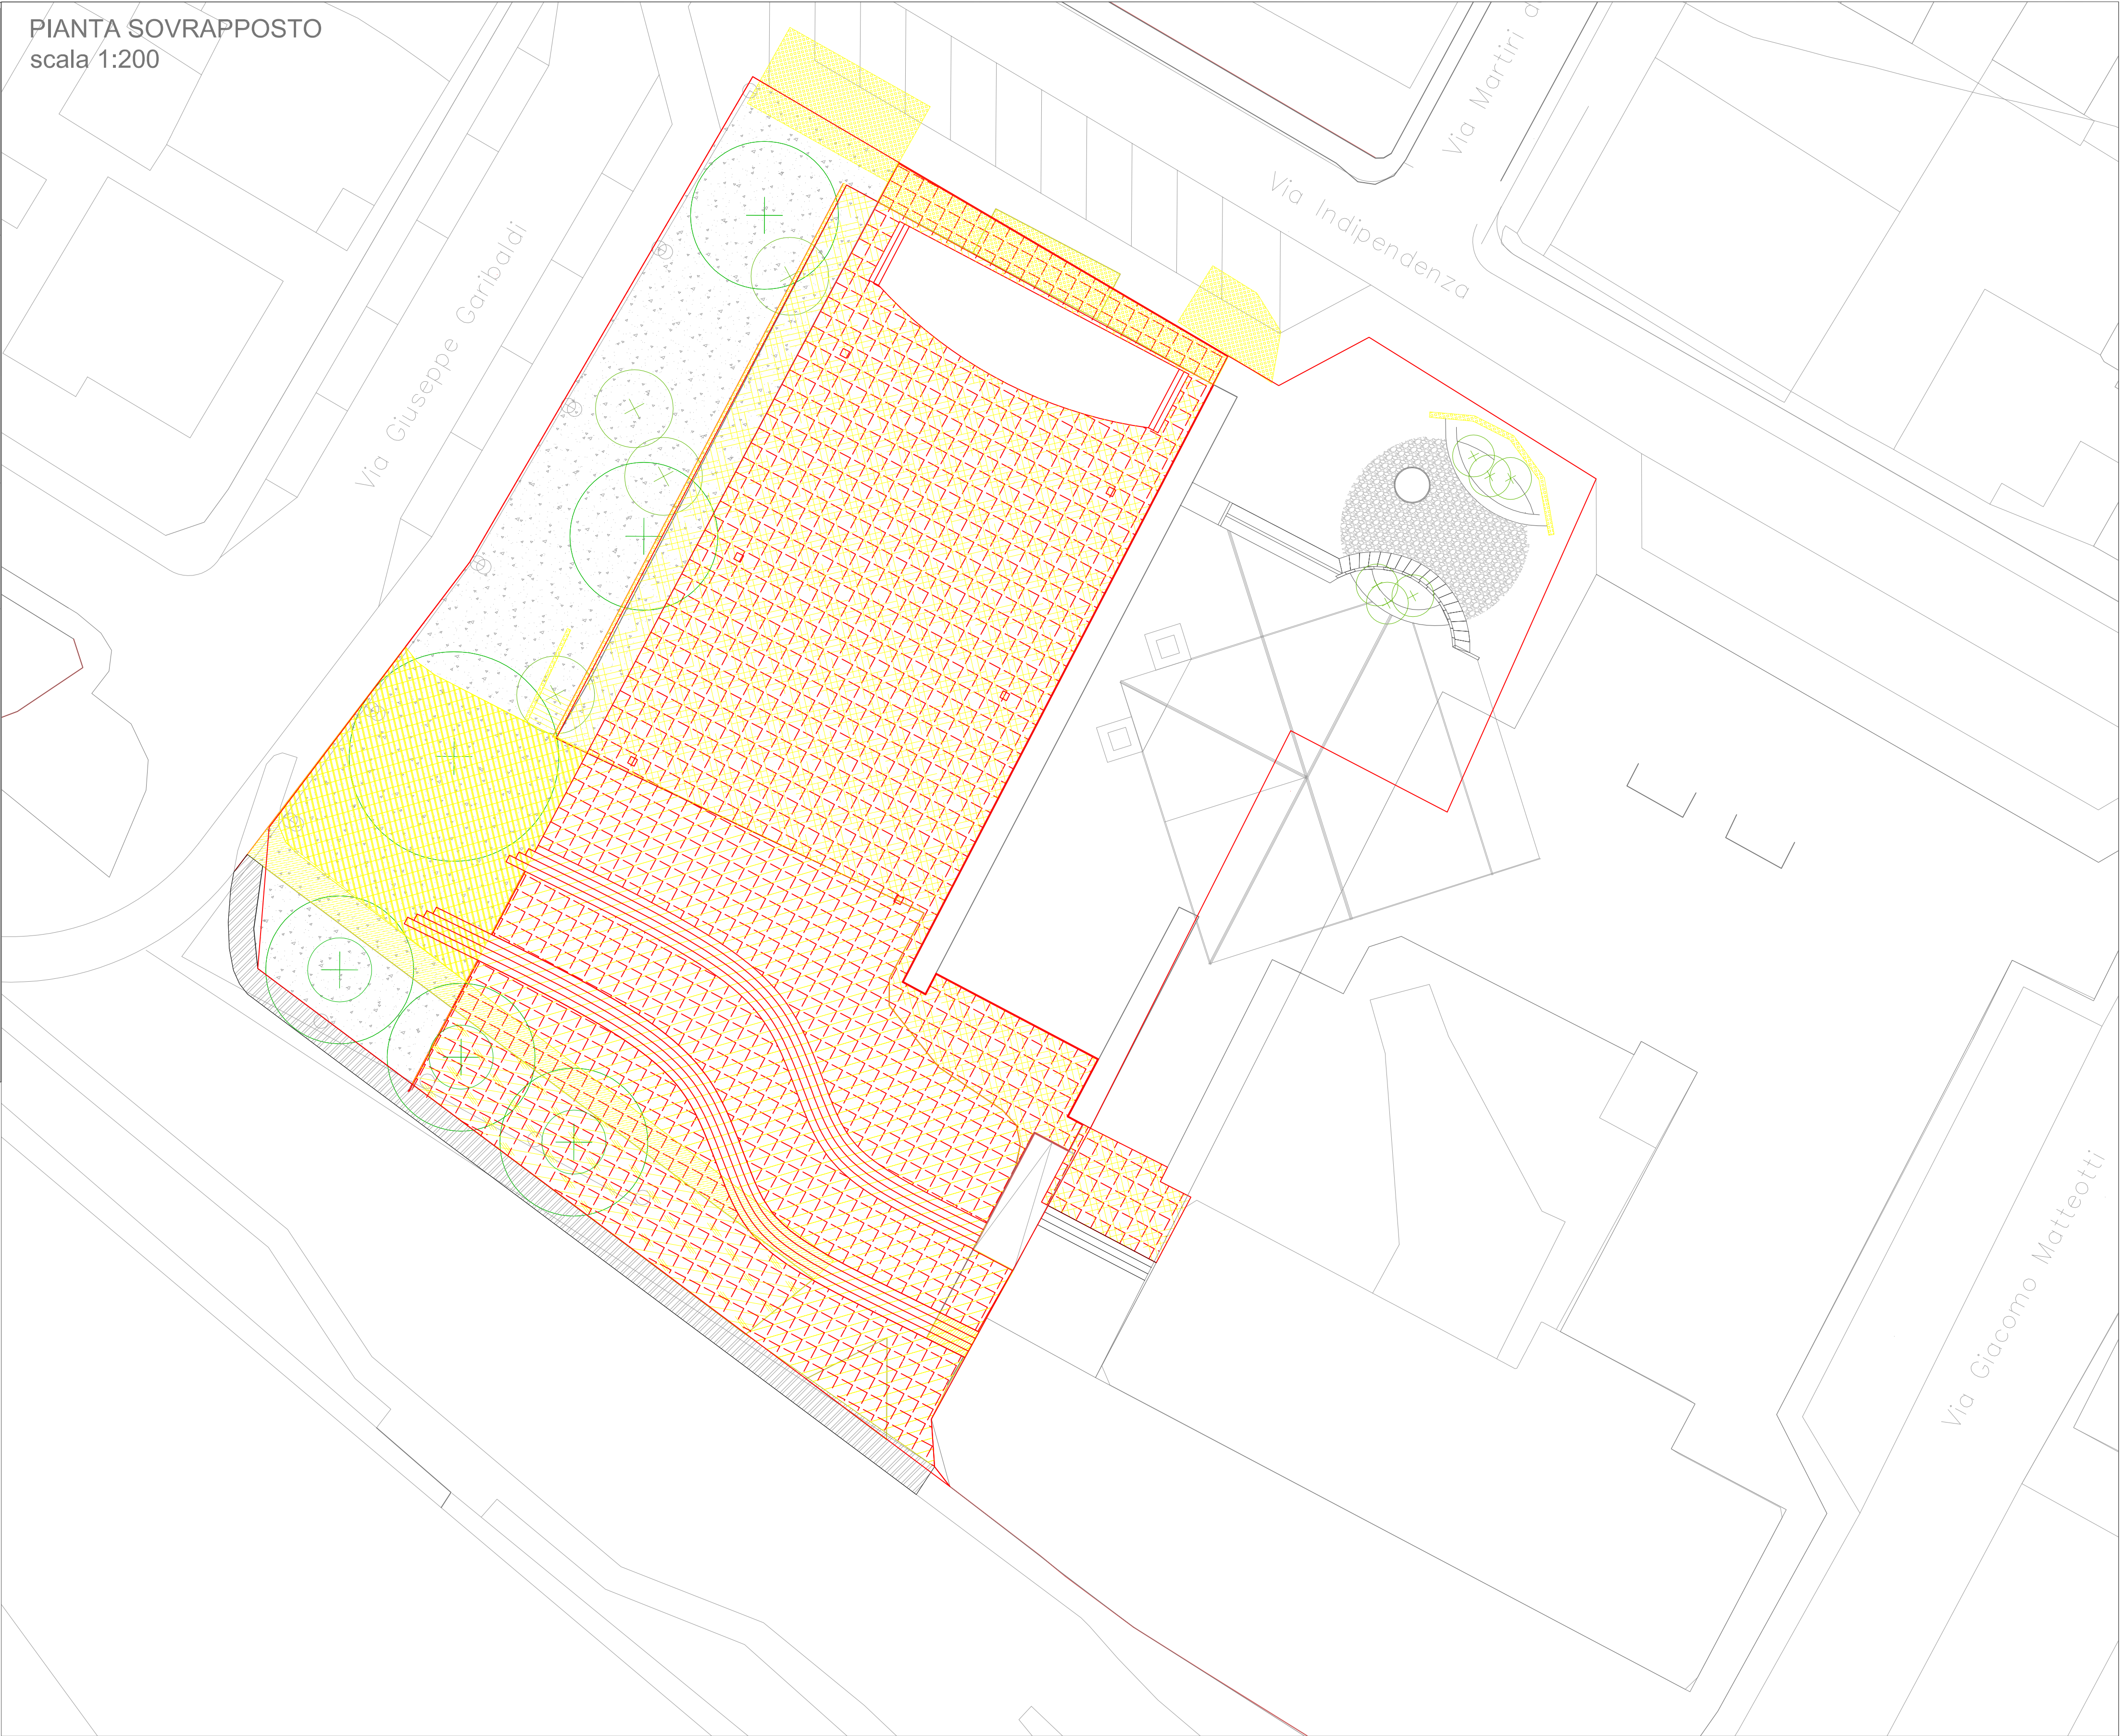 PIANTA SOVRAPPOSTO
scala 1:200
Via Martiri d
Via Indipendenza
Via Giuseppe Garibaldi
Via Giacomo Matteotti